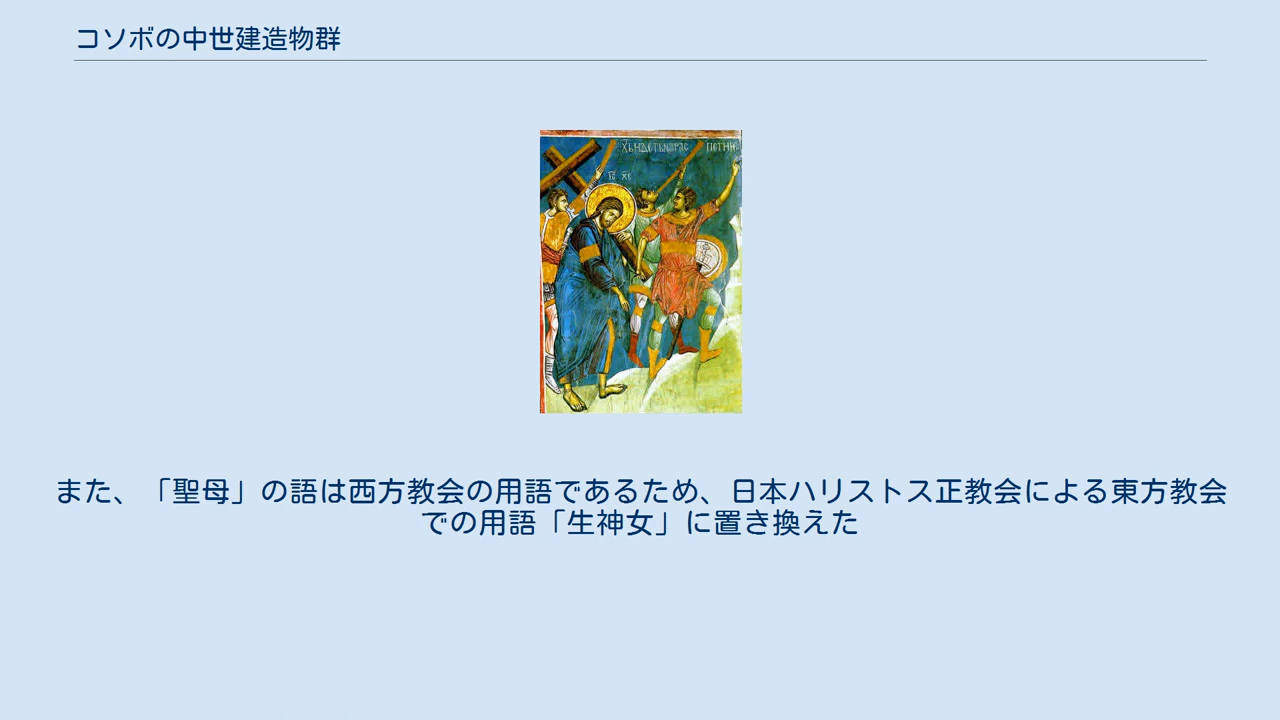 コソボの中世建造物群
また、「聖母」の語は西方教会の用語であるため、日本ハリストス正教会による東方教会
での用語「生神女」に置き換えた